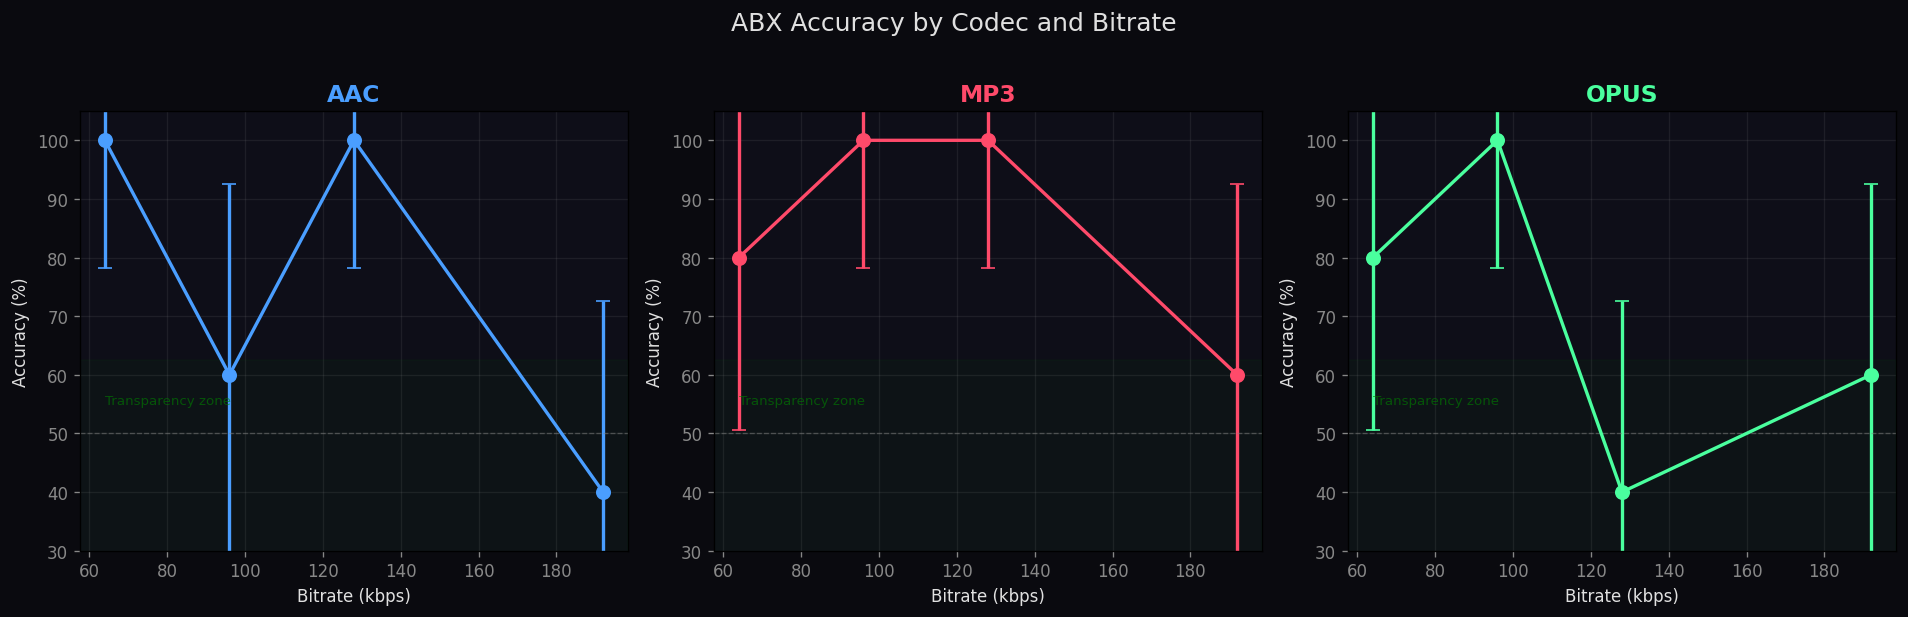 ABX Accuracy by Codec and Bitrate
AAC
Accuracy (%)
100
90
80
70
60
50
40
30
Transparency zone
60 80 100 120 140 160 180
Bitrate (kbps)
MP3
Accuracy (%)
100
90
80
70
60
50
40
30
Transparency zone
60 80 100 120 140 160 180
Bitrate (kbps)
OPUS
Accuracy (%)
100
90
80
70
60
50
40
30
Transparency zone
60 80 100 120 140 160 180
Bitrate (kbps)